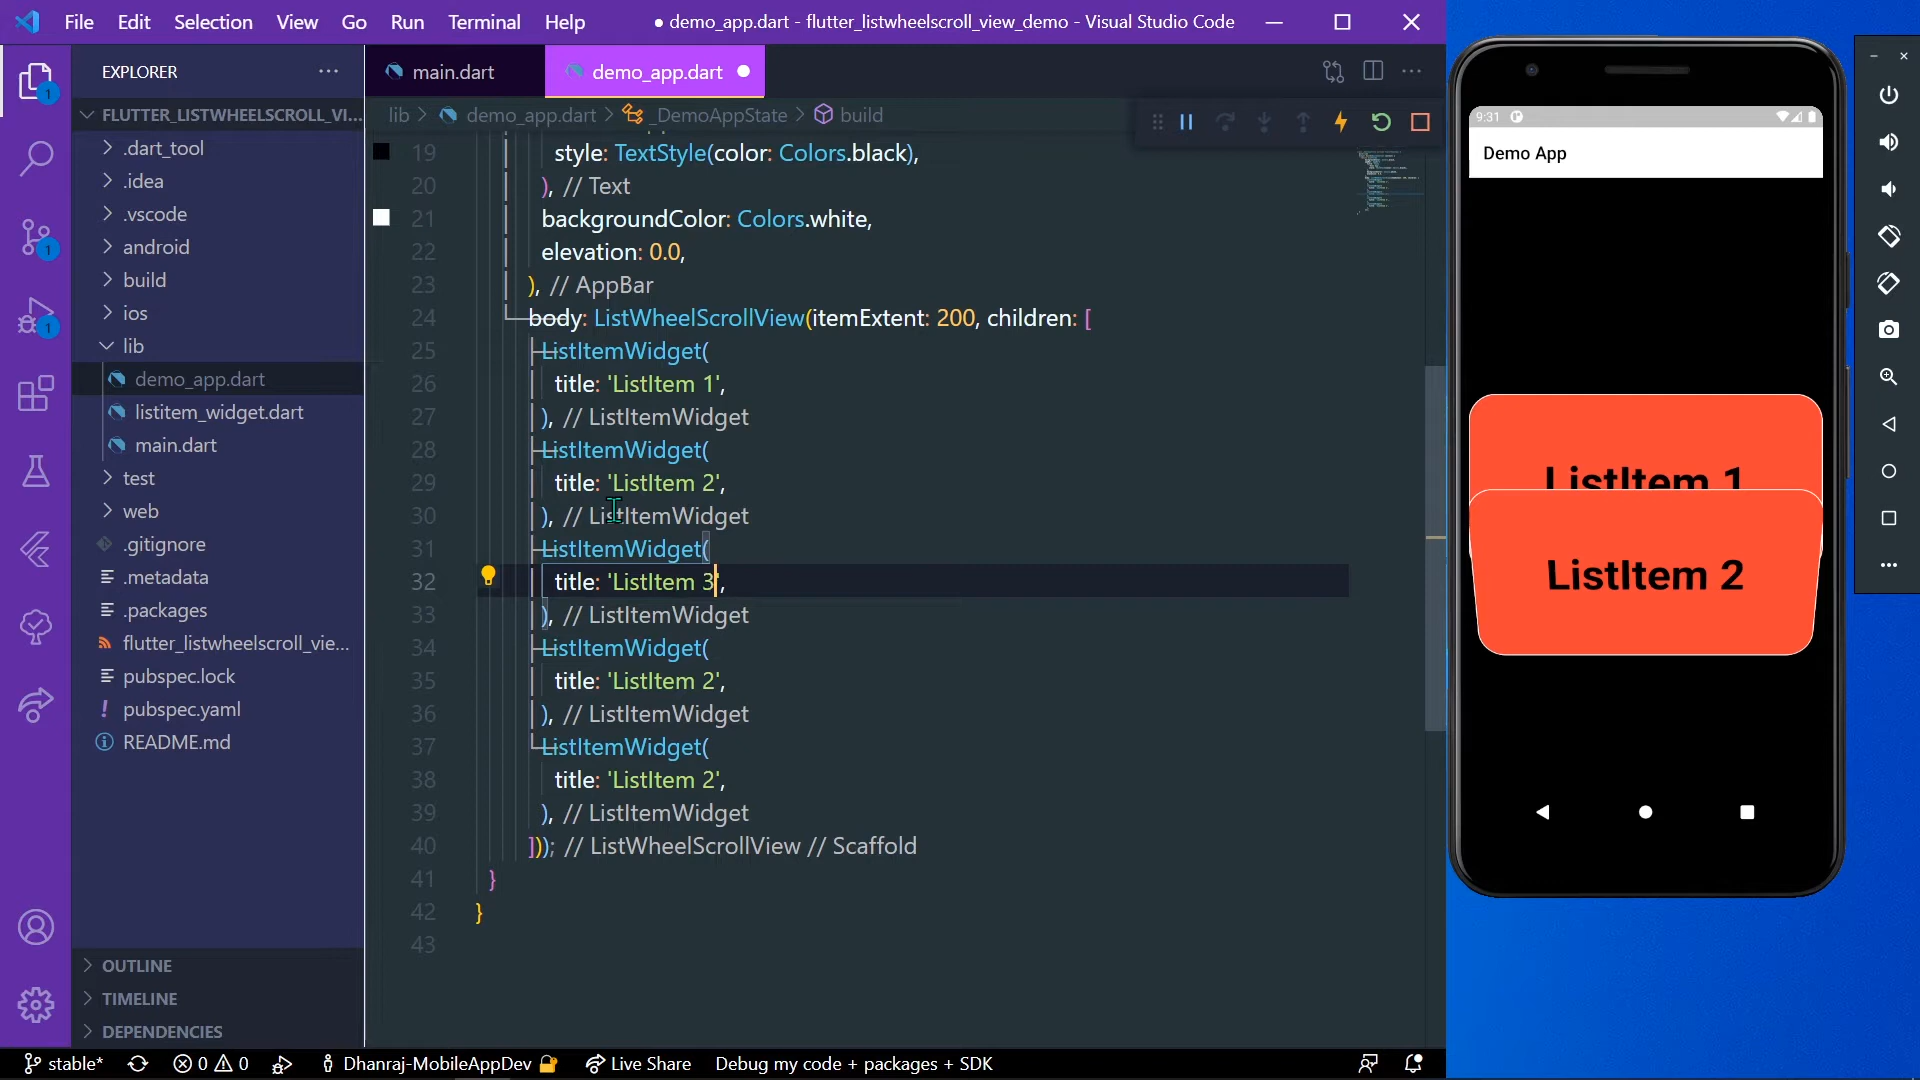 File Edit Selection View Go Run Terminal Help
● demo_app.dart - flutter_listwheelscroll_view_demo - Visual Studio Code
EXPLORER
main.dart
demo_app.dart
FLUTTER_LISTWHEELSCROLL_VI...
.dart_tool
.idea
.vscode
android
build
ios
lib
demo_app.dart
listitem_widget.dart
main.dart
test
web
.gitignore
.metadata
.packages
flutter_listwheelscroll_vie...
pubspec.lock
pubspec.yaml
README.md
OUTLINE
TIMELINE
DEPENDENCIES
1
1
1
lib > demo_app.dart > _DemoAppState > build
19 style: TextStyle(color: Colors.black),
20 ), // Text
21 backgroundColor: Colors.white,
22 elevation: 0.0,
23 ), // AppBar
24 body: ListWheelScrollView(itemExtent: 200, children: [
25 ListItemWidget(
26 title: 'ListItem 1',
27 ), // ListItemWidget
28 ListItemWidget(
29 title: 'ListItem 2',
30 ), // ListItemWidget
31 ListItemWidget(
32 title: 'ListItem 3',
33 ), // ListItemWidget
34 ListItemWidget(
35 title: 'ListItem 2',
36 ), // ListItemWidget
37 ListItemWidget(
38 title: 'ListItem 2',
39 ), // ListItemWidget
40 ])); // ListWheelScrollView // Scaffold
41 }
42 }
43
9:31
Demo App
ListItem 1
ListItem 2
stable* 0 0 Dhanraj-MobileAppDev Live Share Debug my code + packages + SDK